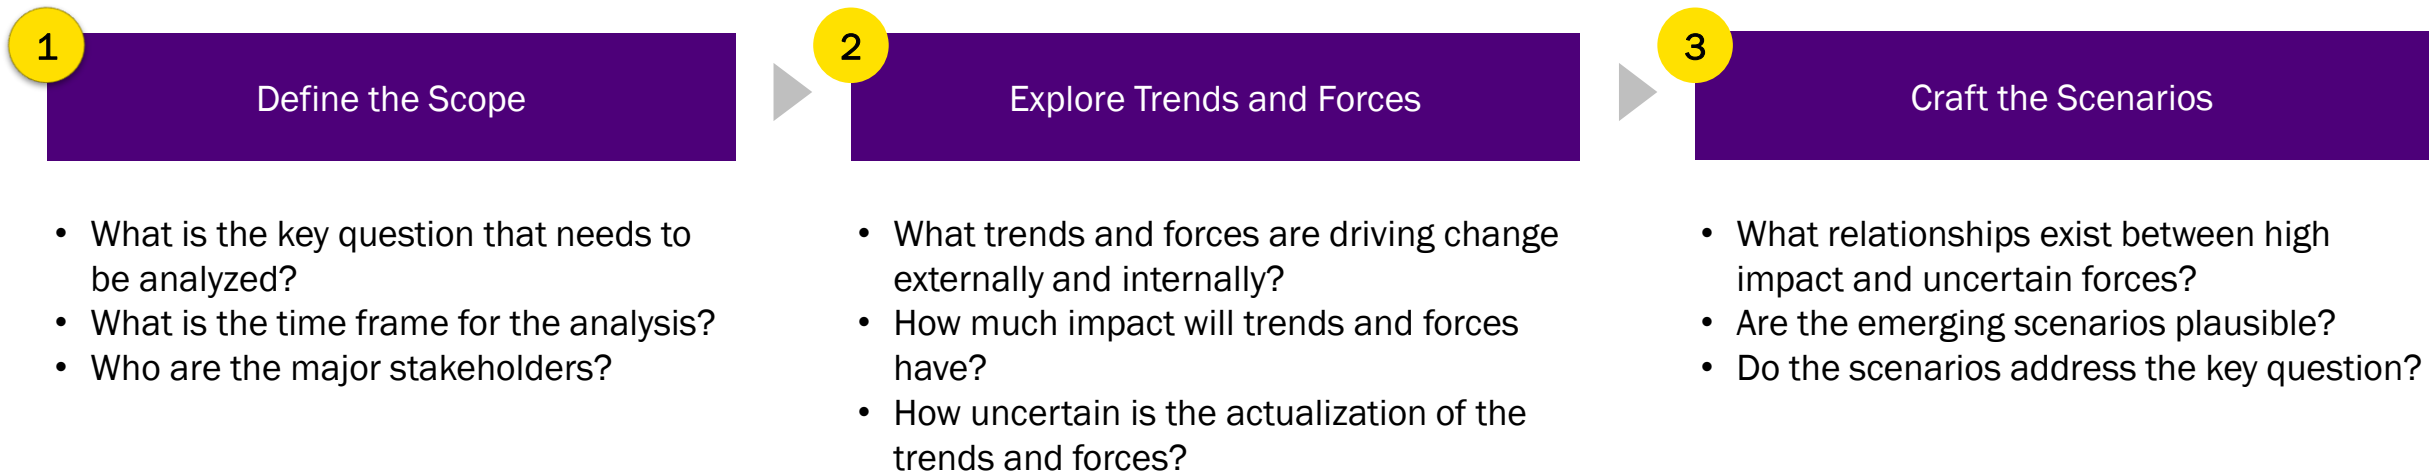 1
Define the Scope
• What is the key question that needs to
be analyzed?
• What is the time frame for the analysis?
• Who are the major stakeholders?
2
Explore Trends and Forces
• What trends and forces are driving change
externally and internally?
• How much impact will trends and forces
have?
• How uncertain is the actualization of the
trends and forces?
3
Craft the Scenarios
• What relationships exist between high
impact and uncertain forces?
• Are the emerging scenarios plausible?
• Do the scenarios address the key question?